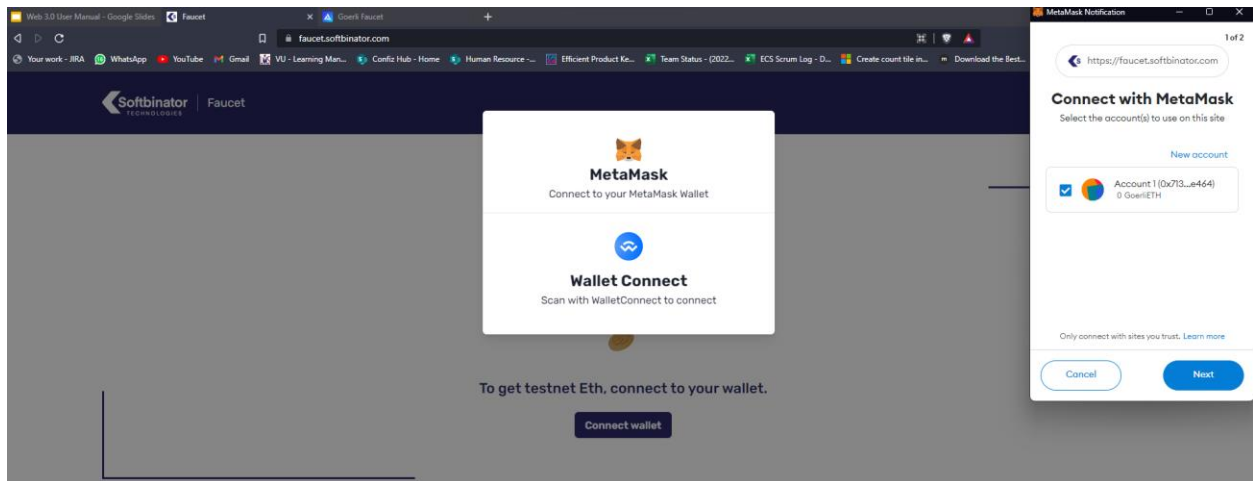 Web 3.0 User Manual - Google Slides
Faucet
Goerli Faucet
faucet.softbinator.com
Your work - JIRA
WhatsApp
YouTube
Gmail
VU - Learning Man...
Confiz Hub - Home
Human Resource -...
Efficient Product Ke...
Team Status - (2022...
ECS Scrum Log - D...
Create count tile in...
Download the Best...
Softbinator
TECHNOLOGIES
Faucet
MetaMask
Connect to your MetaMask Wallet
Wallet Connect
Scan with WalletConnect to connect
To get testnet Eth, connect to your wallet.
Connect wallet
MetaMask Notification
1 of 2
https://faucet.softbinator.com
Connect with MetaMask
Select the account(s) to use on this site
New account
Account 1 (0x713...e464)
0 GoerliETH
Only connect with sites you trust. Learn more
Cancel
Next